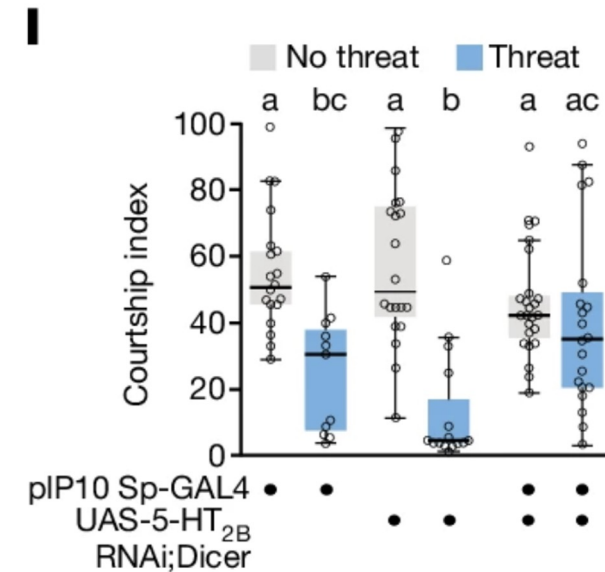 I
No threat Threat
a bc a b a ac
100
80
60
40
20
0
Courtship index
pIP10 Sp-GAL4
UAS-5-HT2B
RNAi;Dicer